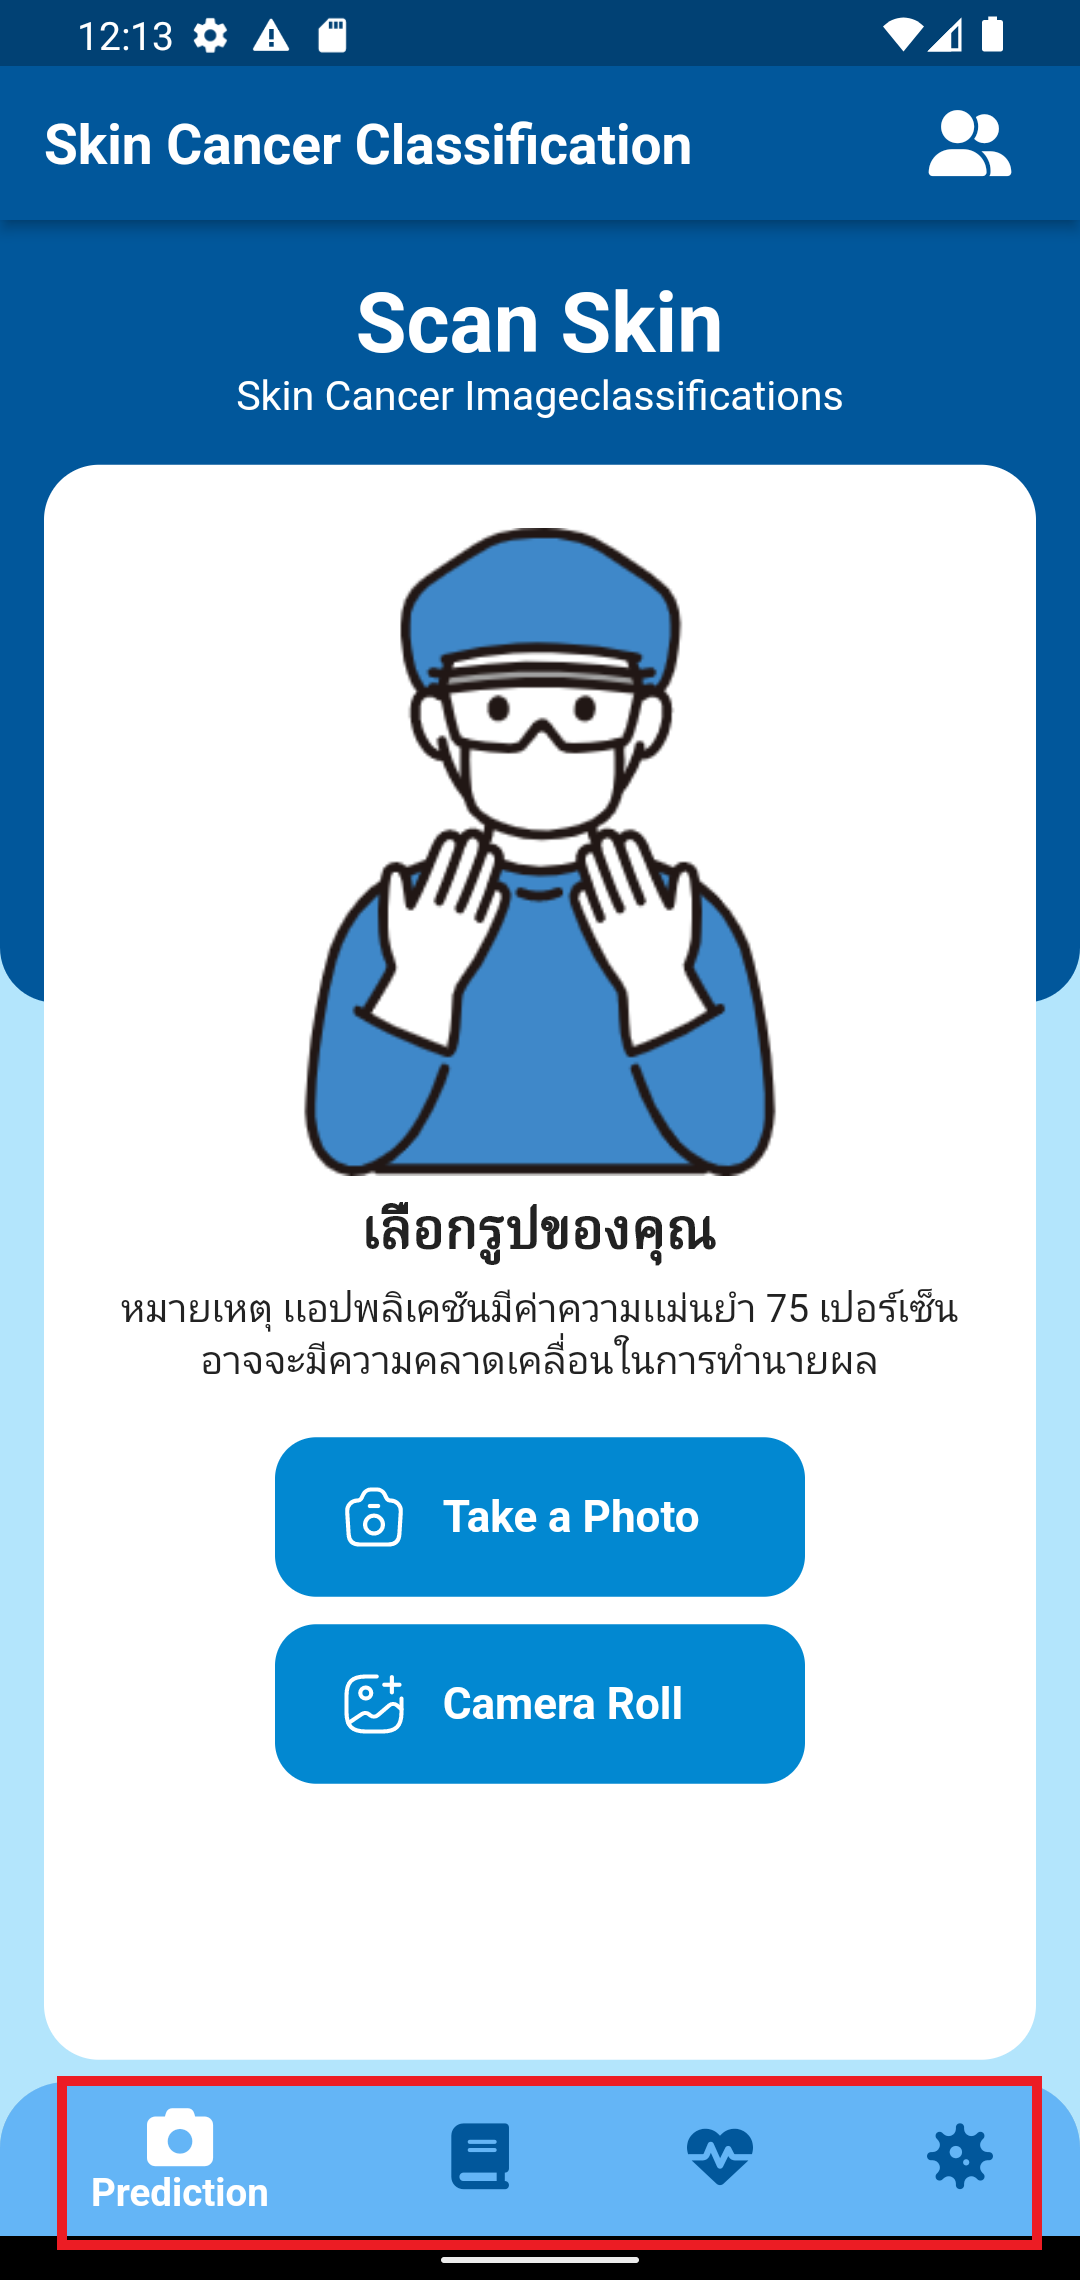 12:13
Skin Cancer Classification
Scan Skin
Skin Cancer Imageclassifications
เลือกรูปของคุณ
หมายเหตุ แอปพลิเคชันมีค่าความแม่นยำ 75 เปอร์เซ็น
อาจจะมีความคลาดเคลื่อนในการทำนายผล
Take a Photo
Camera Roll
Prediction